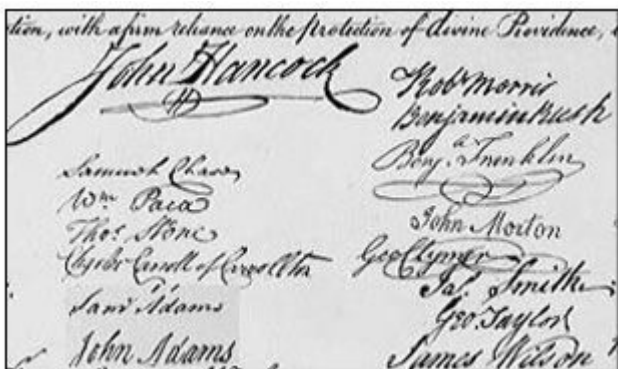 tion, with a firm reliance on the protection of divine Providence,
John Hancock
H
Samuel Chase
Wm. Paca
Thos. Stone
Charles Carroll of Carrollton
Saml Adams
John Adams
Robt Morris
Benjamin Rush
Benja. Franklin
John Morton
Geo Clymer
Jas. Smith
Geo. Taylor
James Wilson